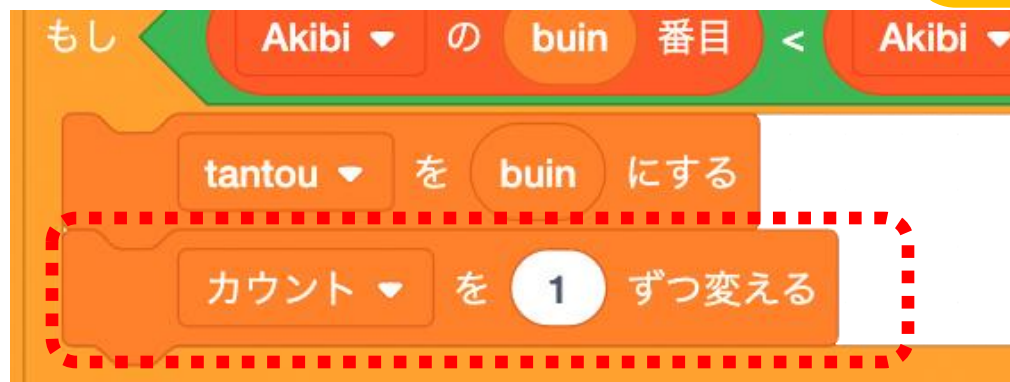 もし Akibi の buin 番目 < Akibi
tantou を buin にする
カウント を 1 ずつ変える